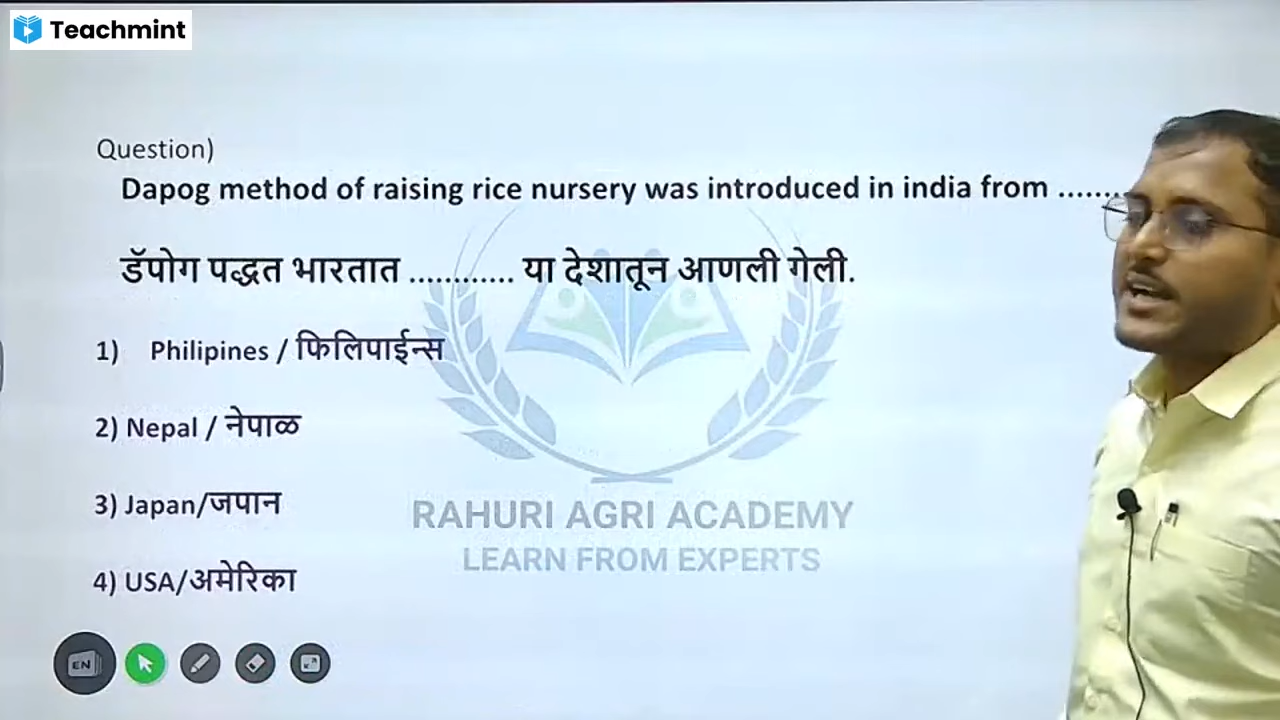 Teachmint
Question)
Dapog method of raising rice nursery was introduced in india from .......
डॅपोग पद्धत भारतात ............ या देशातून आणली गेली.
1) Philipines / फिलिपाईन्स
2) Nepal / नेपाळ
3) Japan/जपान
4) USA/अमेरिका
RAHURI AGRI ACADEMY
LEARN FROM EXPERTS
EN